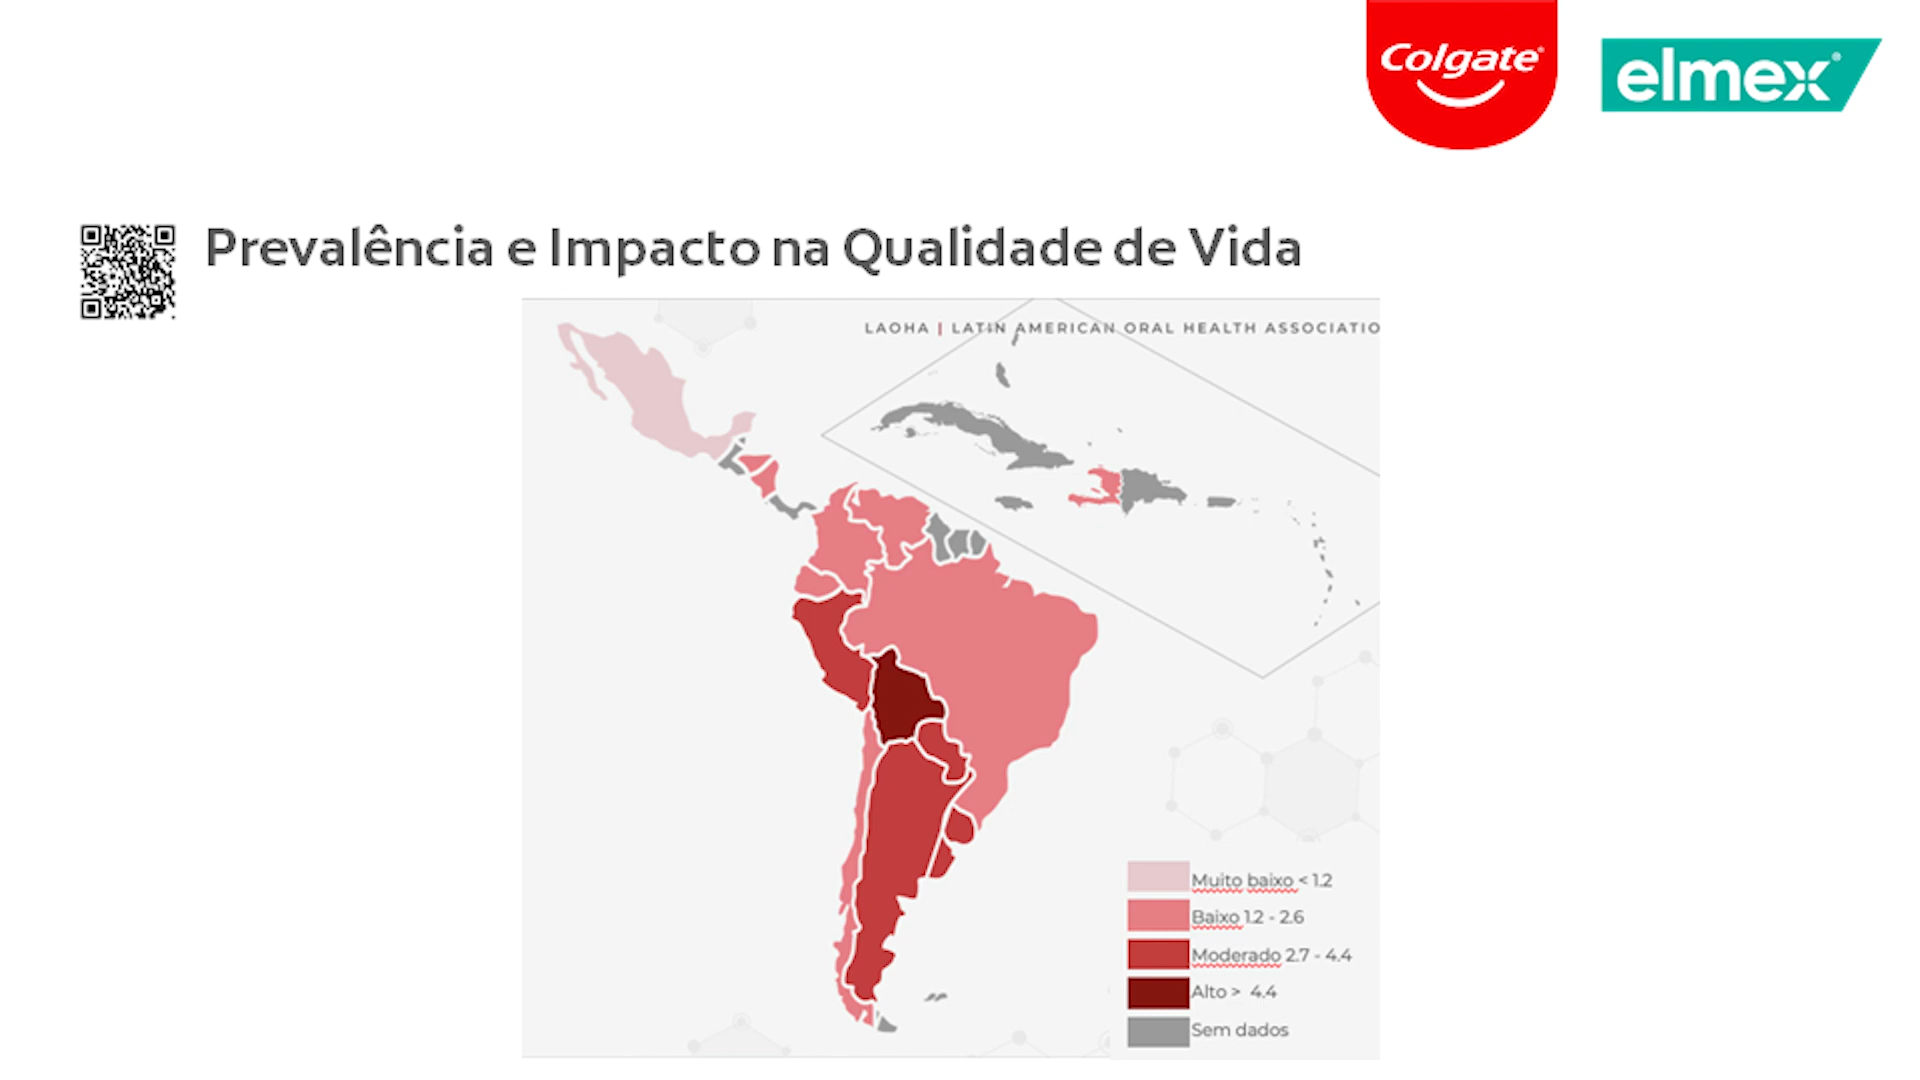 Colgate®
elmex®
Prevalência e Impacto na Qualidade de Vida
LAOHA | LATIN AMERICAN ORAL HEALTH ASSOCIATIO
Muito baixo < 1.2
Baixo 1.2 - 2.6
Moderado 2.7 - 4.4
Alto > 4.4
Sem dados